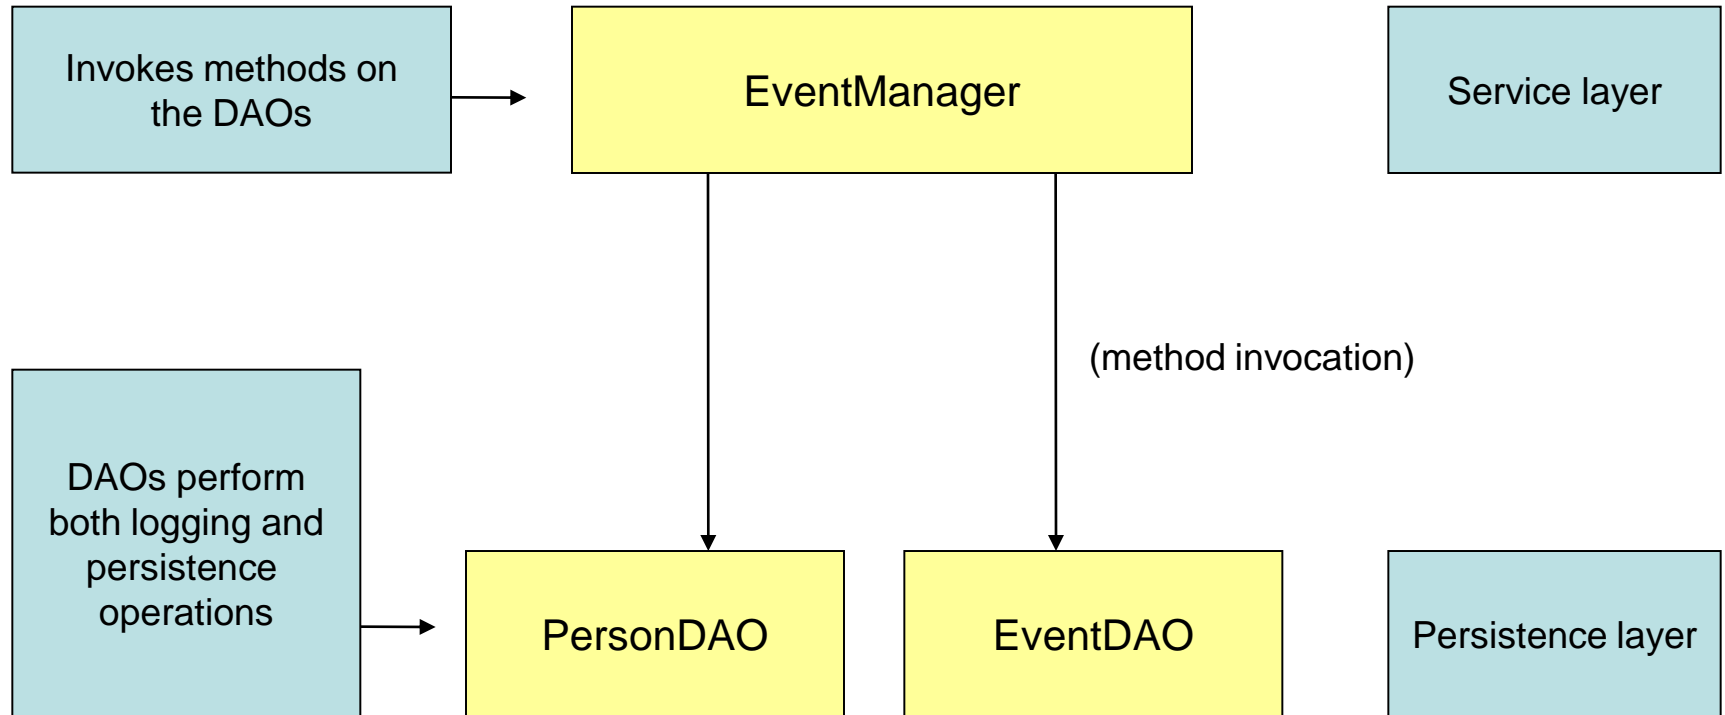 Invokes methods on
the DAOs
EventManager
Service layer
(method invocation)
DAOs perform
both logging and
persistence
operations
PersonDAO
EventDAO
Persistence layer